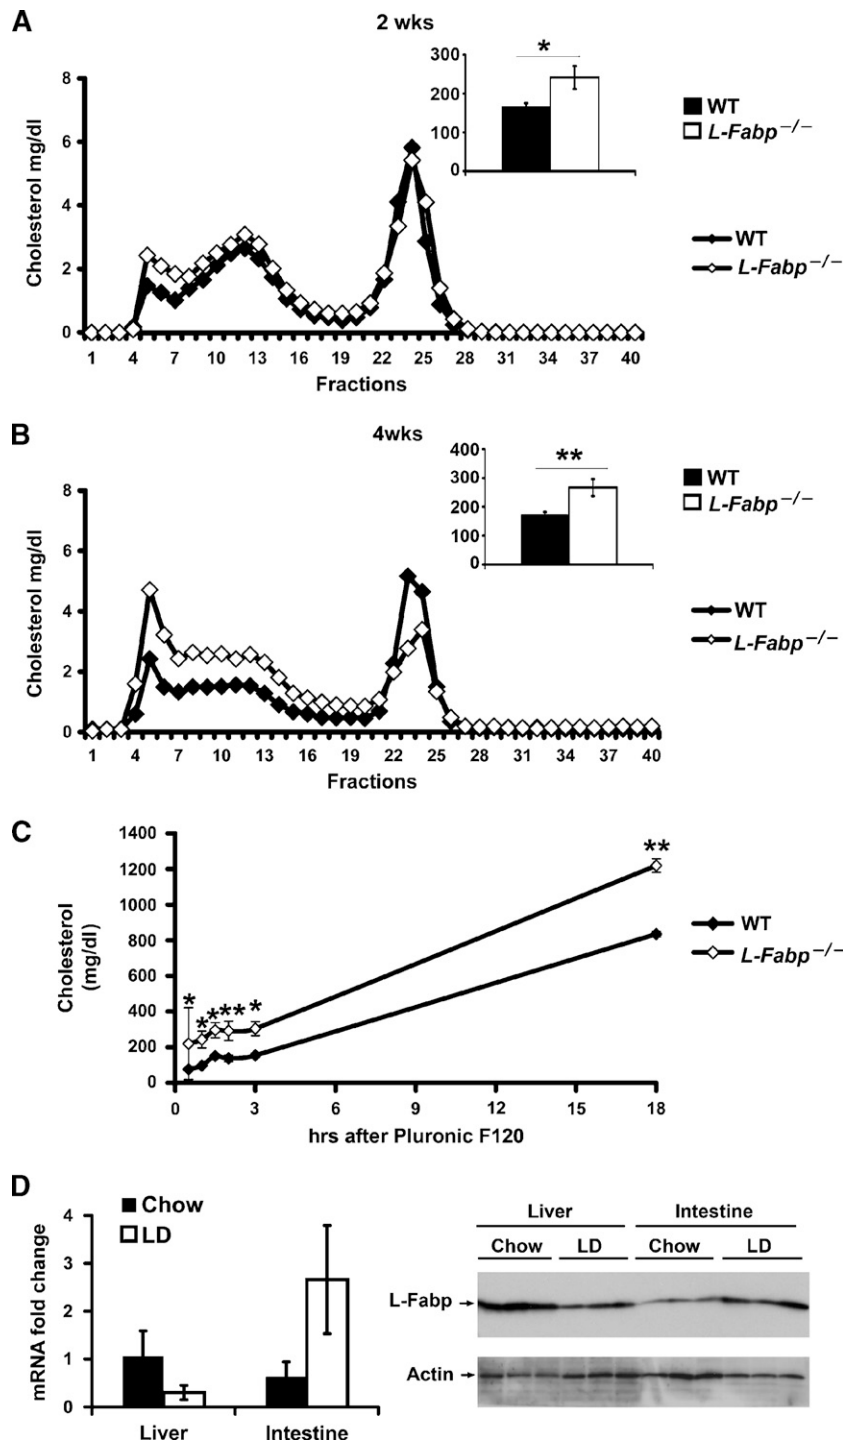 A
2 wks
8
6
4
2
0
Cholesterol mg/dl
1 4 7 10 13 16 19 22 25 28 31 34 37 40
Fractions
300
200
100
0
*
WT
L-Fabp−/−
WT
L-Fabp−/−
B
4wks
8
6
4
2
0
Cholesterol mg/dl
1 4 7 10 13 16 19 22 25 28 31 34 37 40
Fractions
400
300
200
100
0
**
WT
L-Fabp−/−
WT
L-Fabp−/−
C
1400
1200
1000
800
600
400
200
0
Cholesterol
(mg/dl)
* * * * * *
**
0 3 6 9 12 15 18
hrs after Pluronic F120
WT
L-Fabp−/−
D
Chow
LD
4
3
2
1
0
mRNA fold change
Liver Intestine
Liver Intestine
Chow LD Chow LD
L-Fabp
Actin